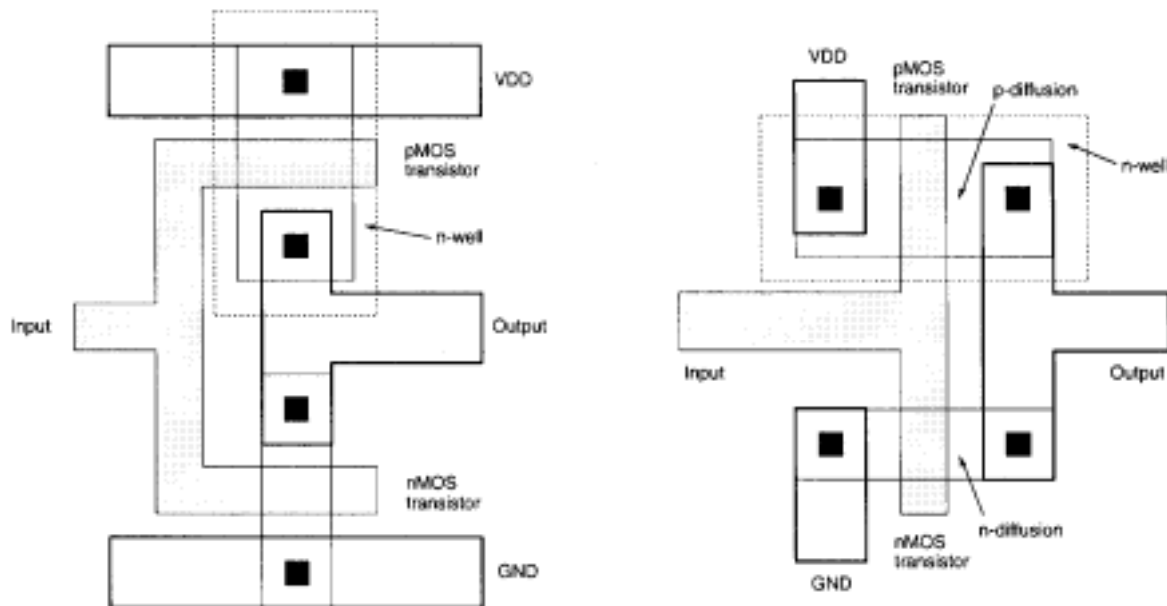 VDD
pMOS
transistor
n-well
Input
Output
nMOS
transistor
GND
VDD
pMOS
transistor
p-diffusion
n-well
Input
Output
n-diffusion
nMOS
transistor
GND